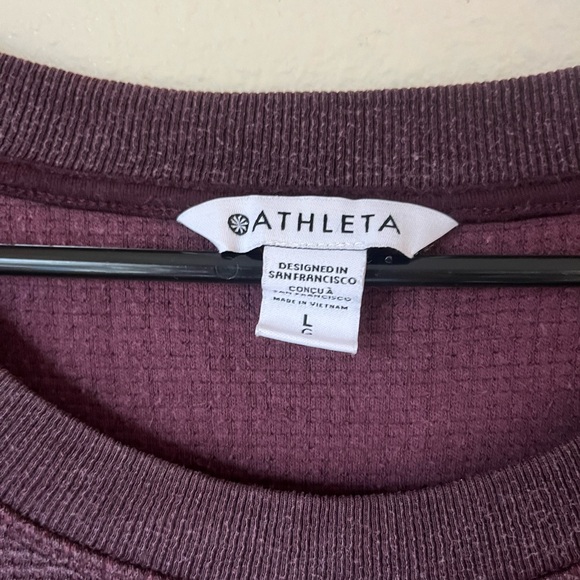 ATHLETA
DESIGNED IN
SAN FRANCISCO
CONÇU À
SAN FRANCISCO
MADE IN VIETNAM
L
G